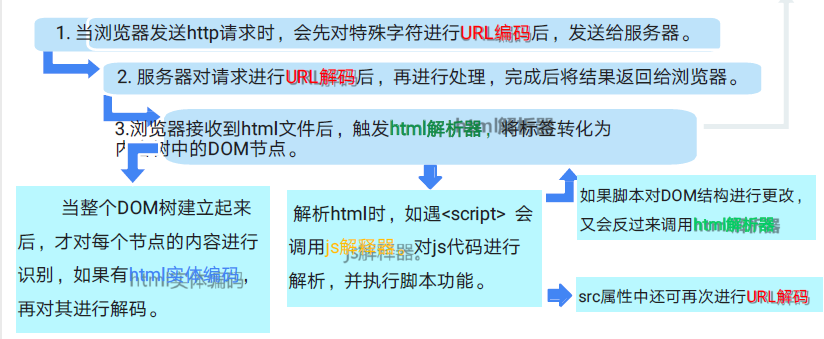 1. 当浏览器发送http请求时，会先对特殊字符进行URL编码后，发送给服务器。
2. 服务器对请求进行URL解码后，再进行处理，完成后将结果返回给浏览器。
3.浏览器接收到html文件后，触发html解析器，将标签转化为
内容树中的DOM节点。
当整个DOM树建立起来
后，才对每个节点的内容进行
识别，如果有html实体编码，
再对其进行解码。
解析html时，如遇<script> 会
调用js解释器，对js代码进行
解析，并执行脚本功能。
如果脚本对DOM结构进行更改，
又会反过来调用html解析器
src属性中还可再次进行URL解码